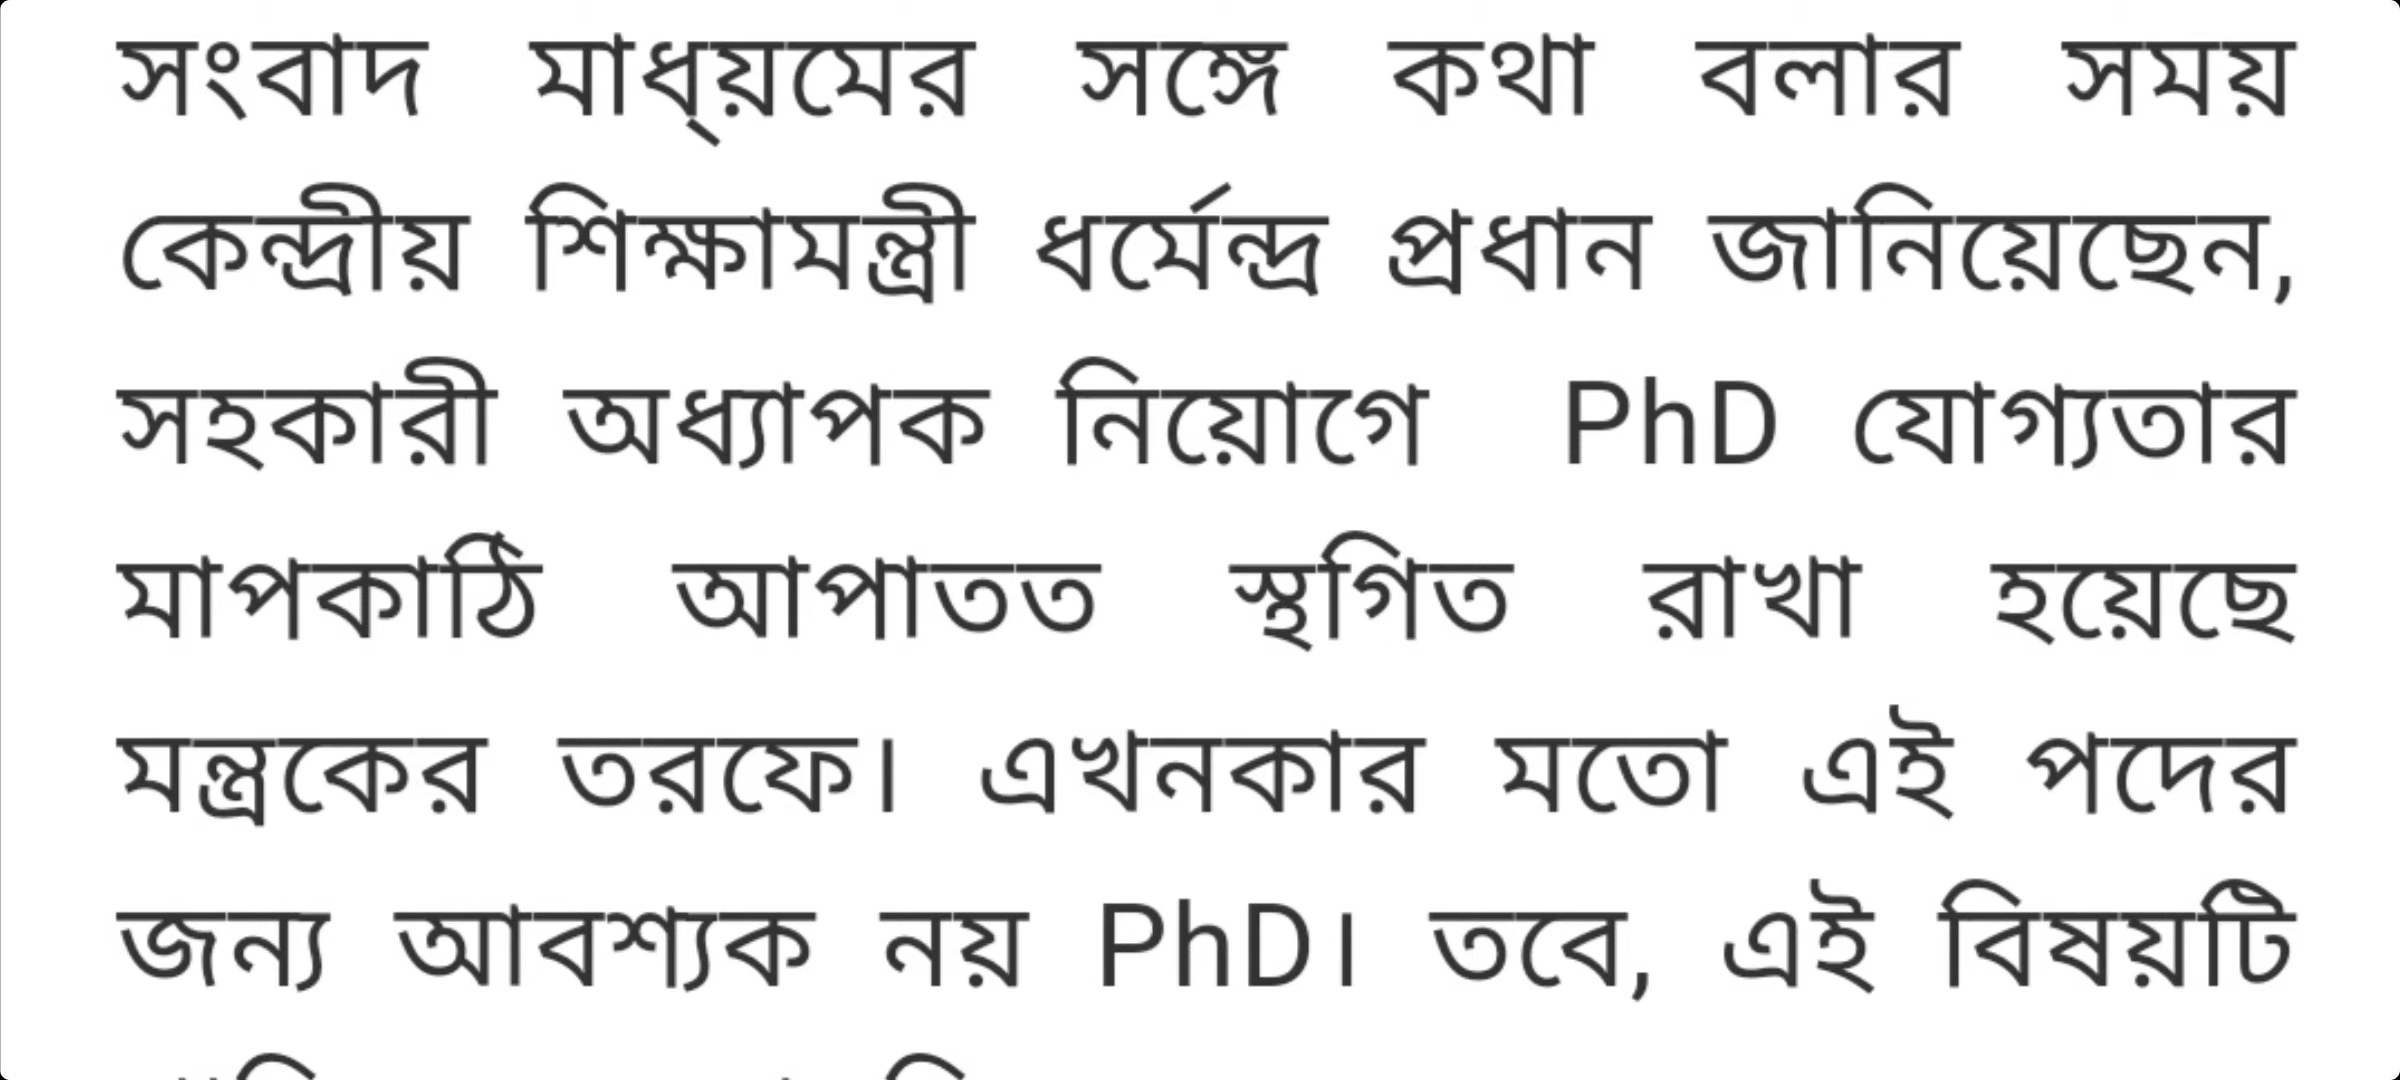 সংবাদ মাধ্য়মের সঙ্গে কথা বলার সময়
কেন্দ্রীয় শিক্ষামন্ত্রী ধর্মেন্দ্র প্রধান জানিয়েছেন,
সহকারী অধ্যাপক নিয়োগে PhD যোগ্যতার
মাপকাঠি আপাতত স্থগিত রাখা হয়েছে
মন্ত্রকের তরফে। এখনকার মতো এই পদের
জন্য আবশ্যক নয় PhD। তবে, এই বিষয়টি